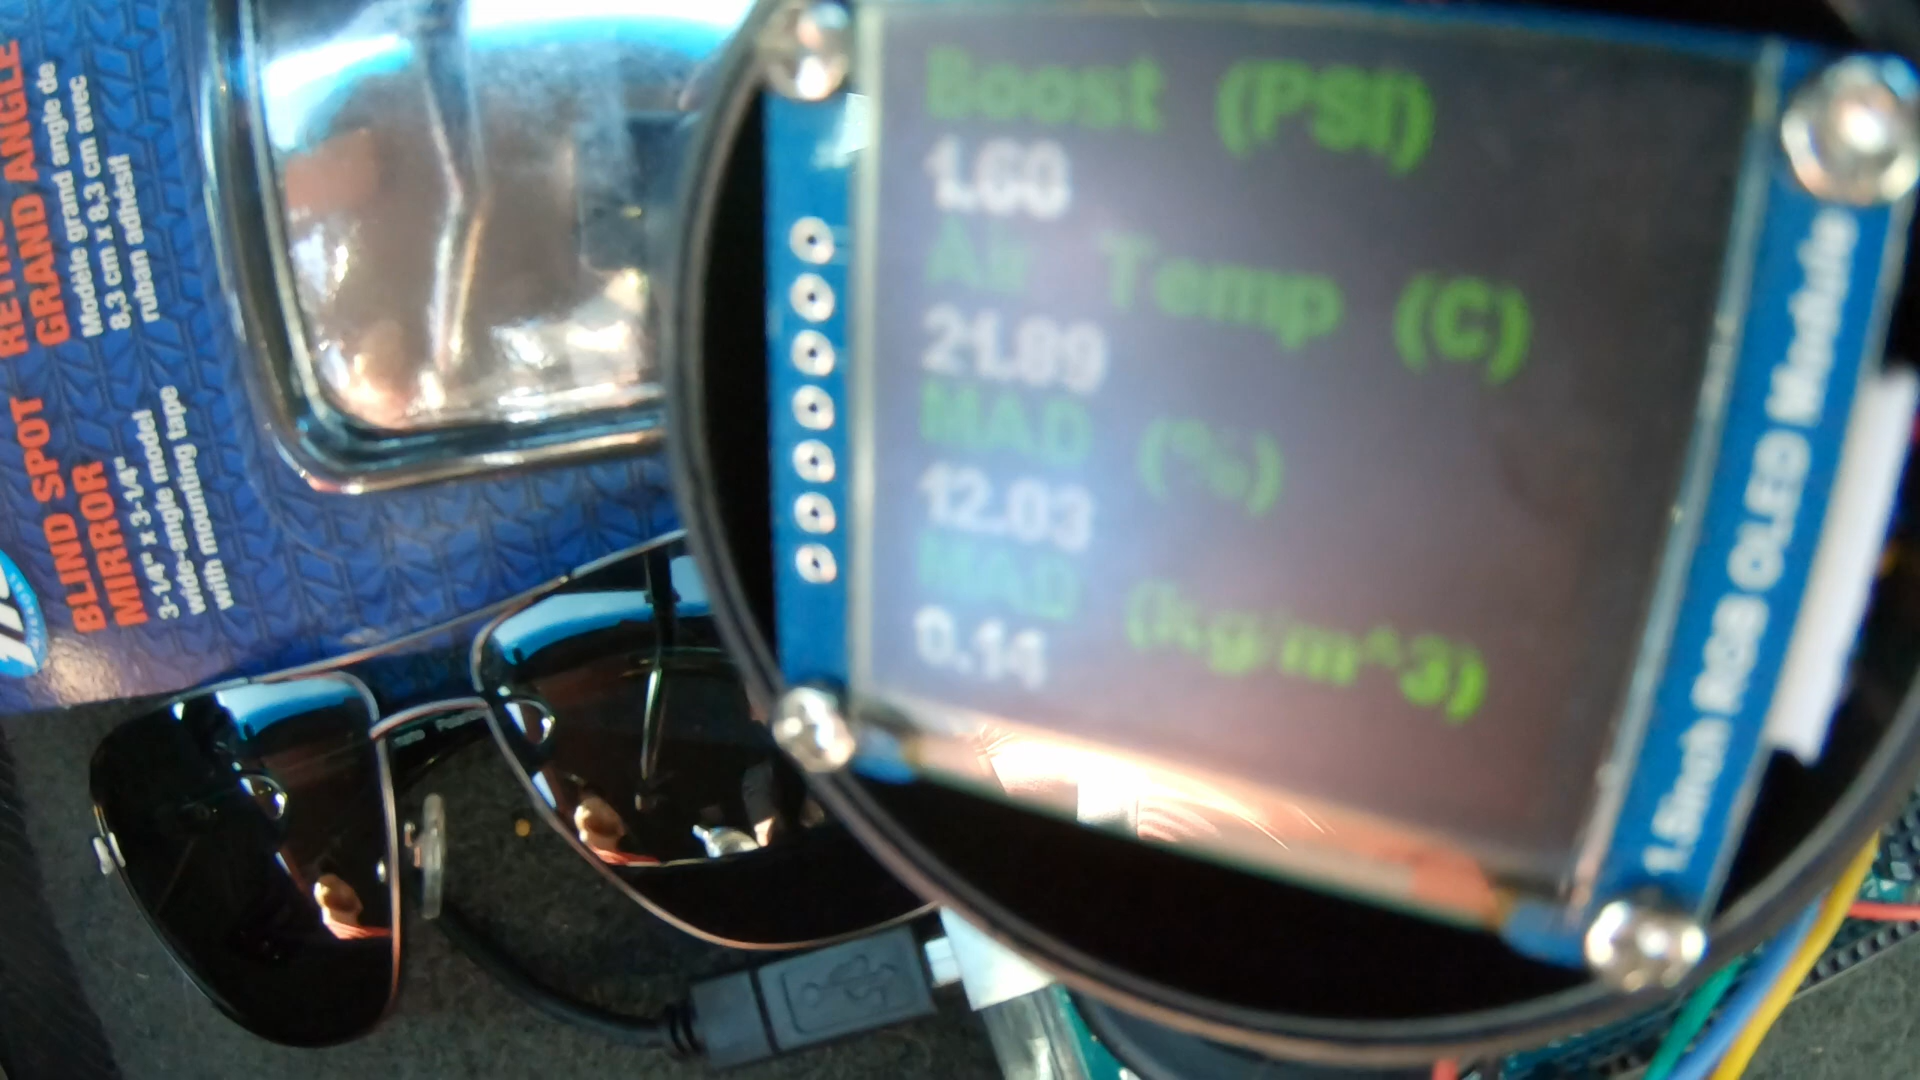 Boost (PSI)
1.60
Air Temp (C)
21.89
MAD (%)
12.03
MAD (kg/m^3)
0.14
1.5inch RGB OLED Module
BLIND SPOT
MIRROR
3-1/4" x 3-1/4"
wide-angle model
with mounting tape
GRAND ANGLE
Modèle grand angle de
8,3 cm x 8,3 cm avec
ruban adhésif